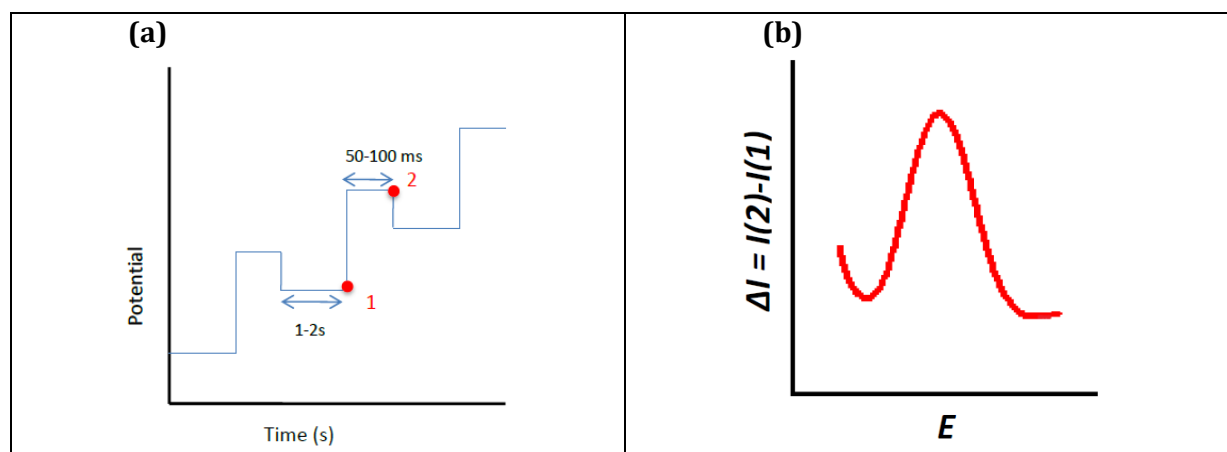 (a)
50-100 ms
2
1
1-2s
Potential
Time (s)
(b)
ΔI = I(2)-I(1)
E